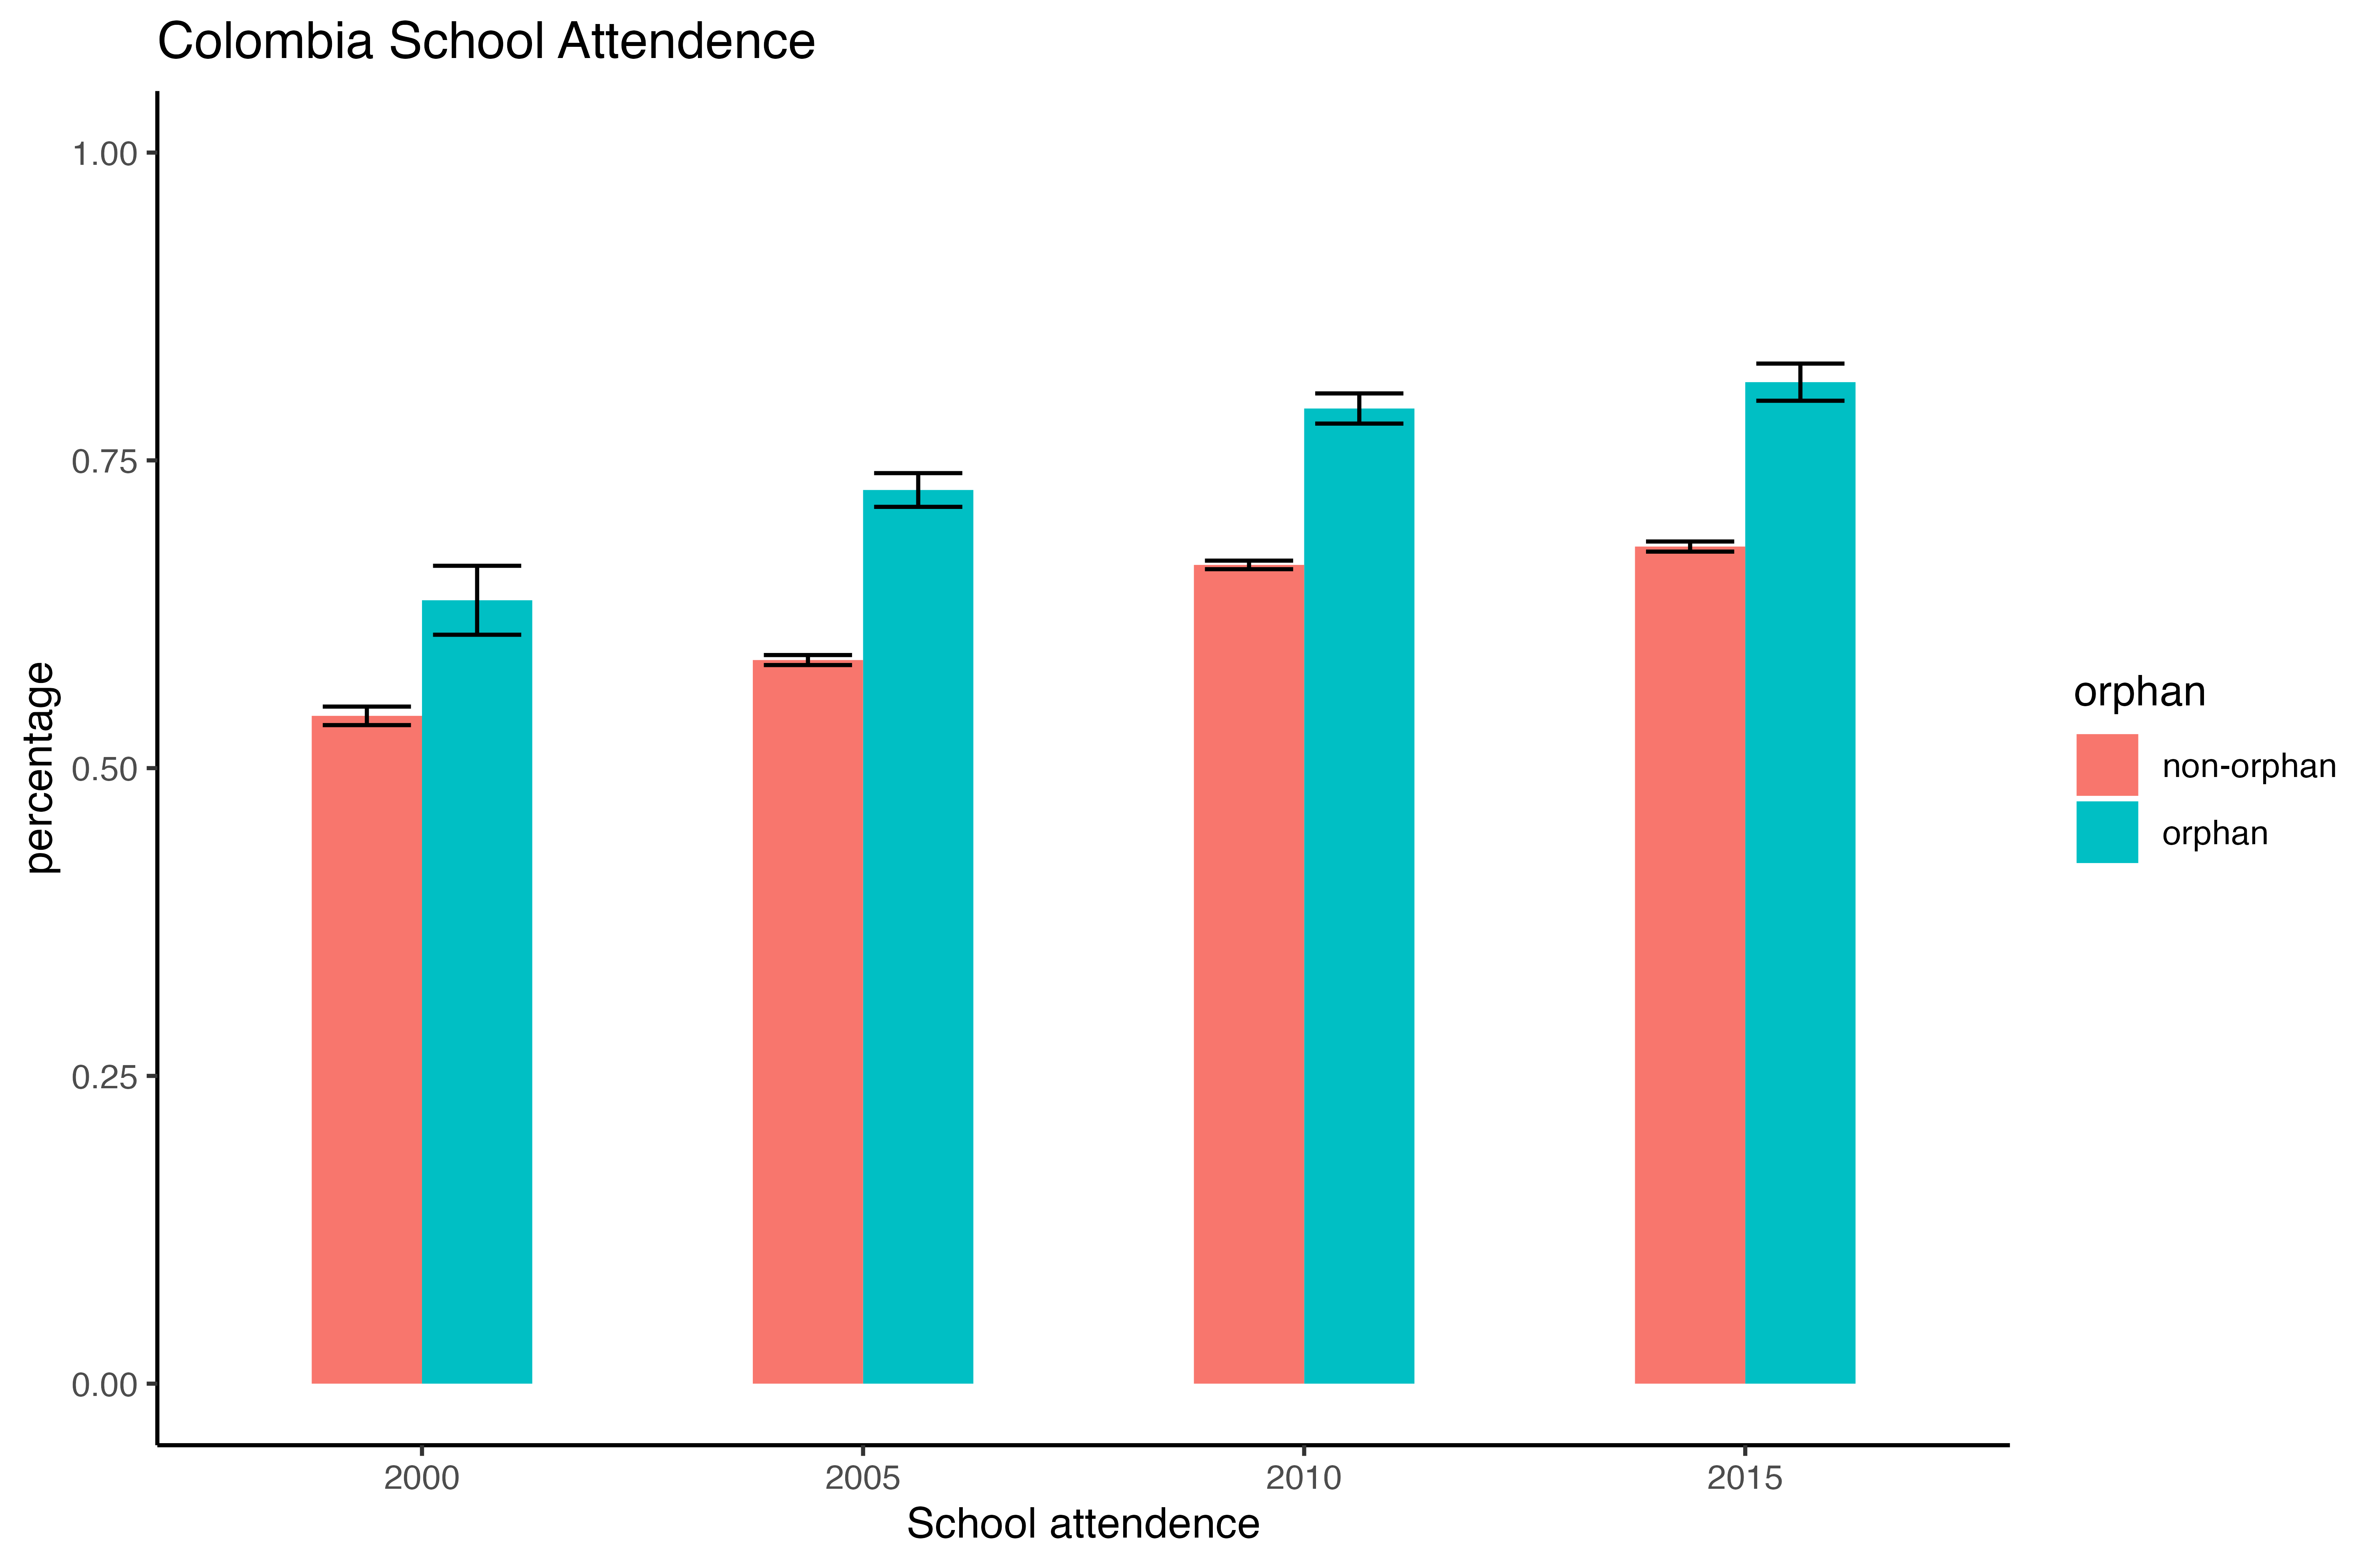 Colombia School Attendence
1.00
0.75
0.50
0.25
0.00
percentage
2000
2005
2010
2015
School attendence
orphan
non-orphan
orphan